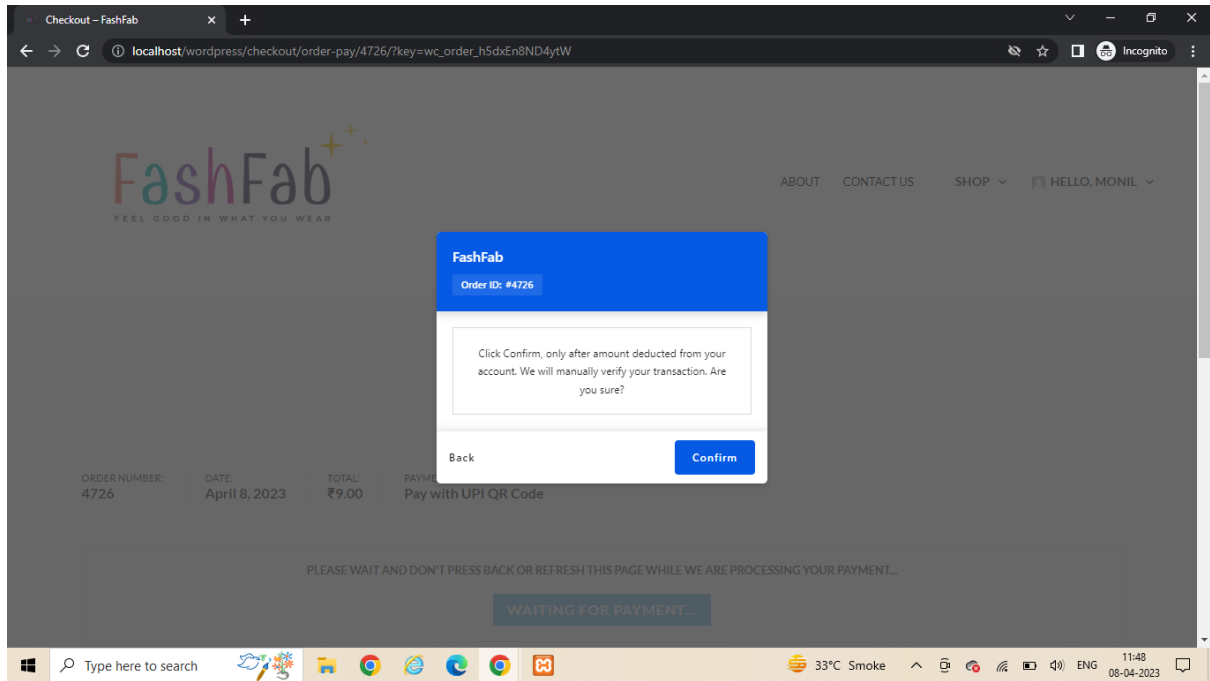 Checkout – FashFab
localhost/wordpress/checkout/order-pay/4726/?key=wc_order_h5dxEn8ND4ytW
Incognito
FashFab
FEEL GOOD IN WHAT YOU WEAR
ABOUT CONTACT US SHOP HELLO, MONIL
FashFab
Order ID: #4726
Click Confirm, only after amount deducted from your
account. We will manually verify your transaction. Are
you sure?
Back Confirm
ORDER NUMBER: DATE: TOTAL: PAYME
4726 April 8, 2023 ₹9.00 Pay with UPI QR Code
PLEASE WAIT AND DON'T PRESS BACK OR REFRESH THIS PAGE WHILE WE ARE PROCESSING YOUR PAYMENT...
WAITING FOR PAYMENT...
Type here to search
33°C Smoke
ENG
11:48
08-04-2023